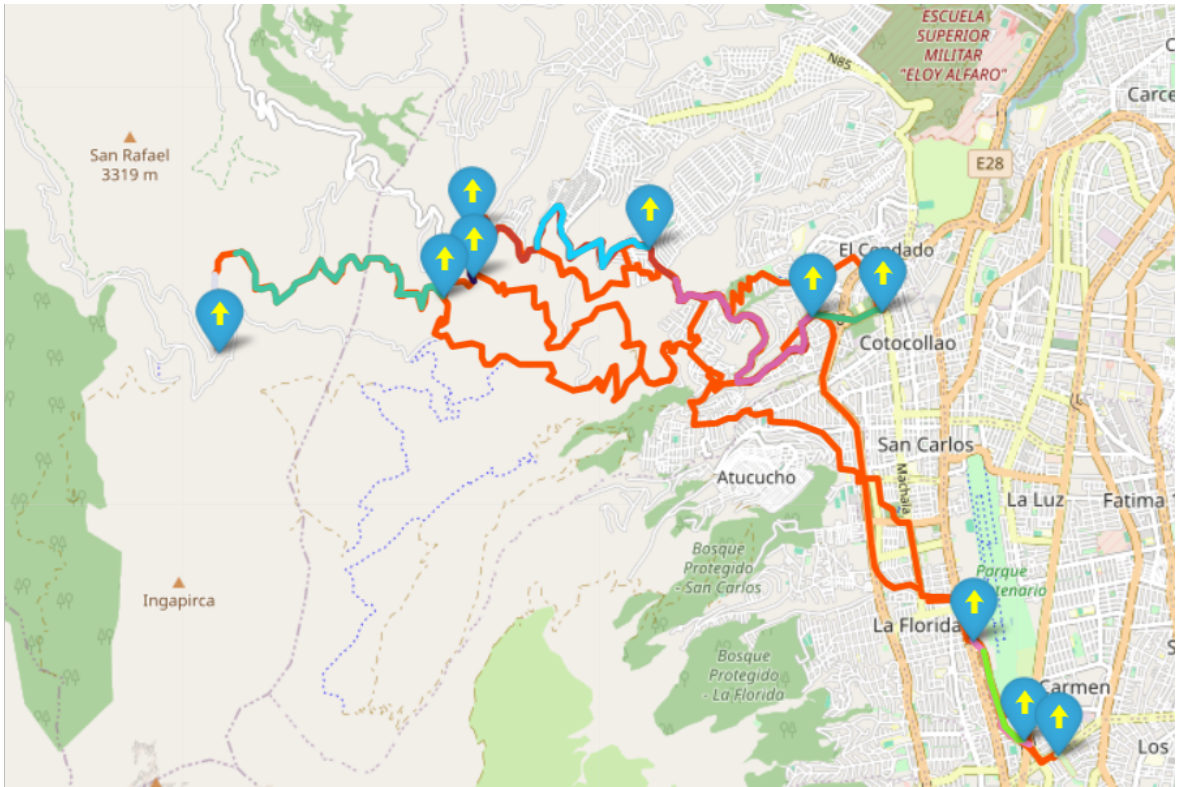 ESCUELA
SUPERIOR
MILITAR
"ELOY ALFARO"
N85
Carce
San Rafael
3319 m
E28
El Condado
Cotocollao
San Carlos
Machala
Atucucho
La Luz
Fatima
Bosque
Protegido
- San Carlos
Parque
Ingapirca
La Florida
Bosque
Protegido
- La Florida
Carmen
Los